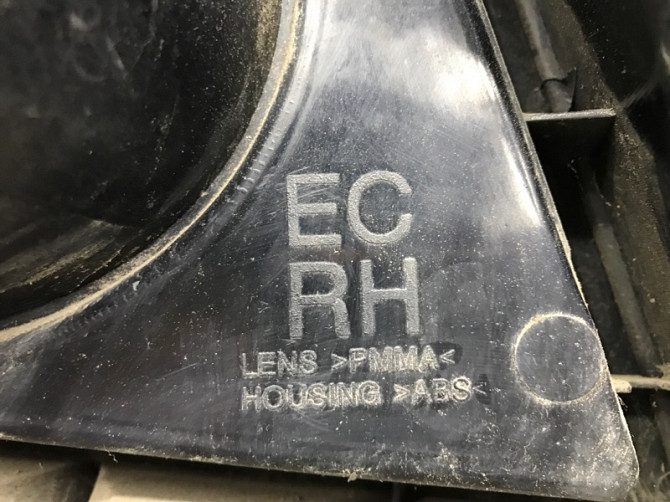 EC
RH
LENS >PMMA<
HOUSING >ABS<